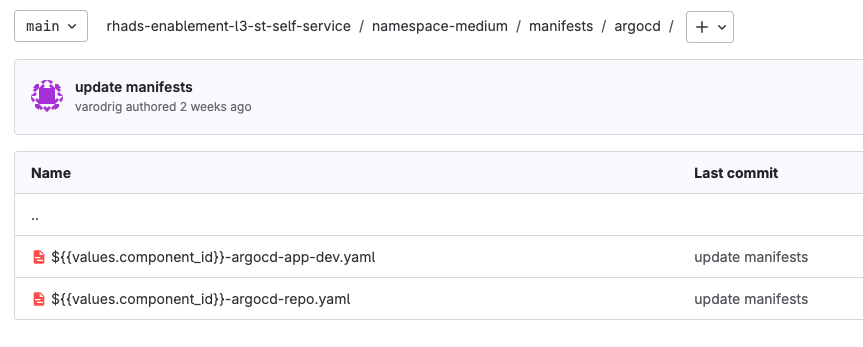 main rhads-enablement-l3-st-self-service / namespace-medium / manifests / argocd / +
update manifests
varodrig authored 2 weeks ago
Name Last commit
..
${{values.component_id}}-argocd-app-dev.yaml update manifests
${{values.component_id}}-argocd-repo.yaml update manifests